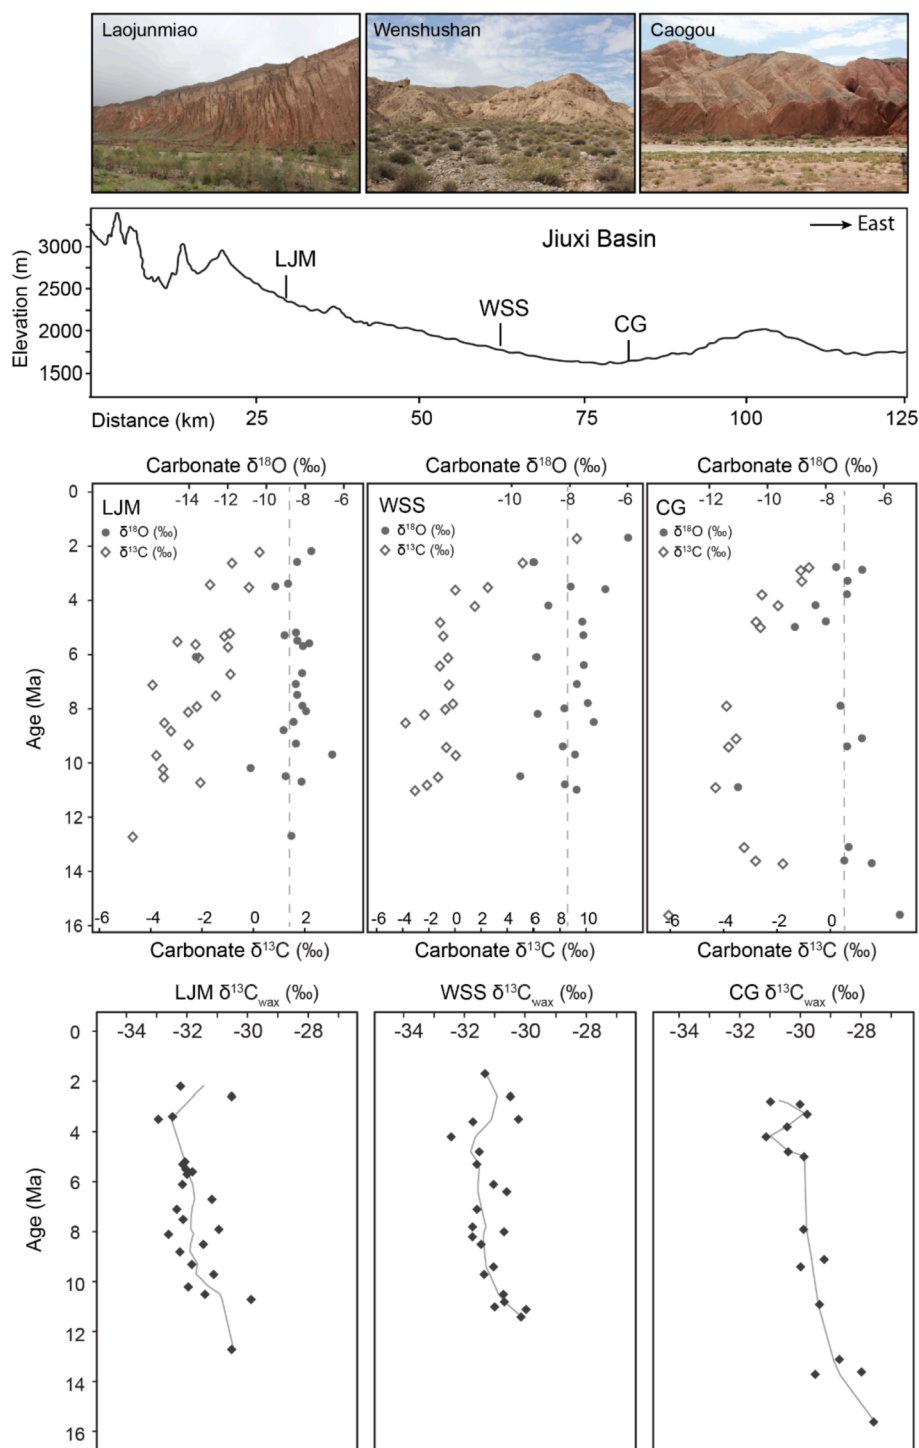 Laojunmiao
Wenshushan
Caogou
Jiuxi Basin
East
Elevation (m)
3000
2500
2000
1500
LJM
WSS
CG
Distance (km) 25 50 75 100 125
Carbonate δ¹⁸O (‰) Carbonate δ¹⁸O (‰) Carbonate δ¹⁸O (‰)
-14 -12 -10 -8 -6
-10 -8 -6
-12 -10 -8 -6
LJM
δ¹⁸O (‰)
δ¹³C (‰)
WSS
δ¹⁸O (‰)
δ¹³C (‰)
CG
δ¹⁸O (‰)
δ¹³C (‰)
Age (Ma)
0
2
4
6
8
10
12
14
16
-6 -4 -2 0 2
-6 -4 -2 0 2 4 6 8 10
-6 -4 -2 0
Carbonate δ¹³C (‰) Carbonate δ¹³C (‰) Carbonate δ¹³C (‰)
LJM δ¹³Cwax (‰) WSS δ¹³Cwax (‰) CG δ¹³Cwax (‰)
-34 -32 -30 -28
-34 -32 -30 -28
-34 -32 -30 -28
Age (Ma)
0
2
4
6
8
10
12
14
16